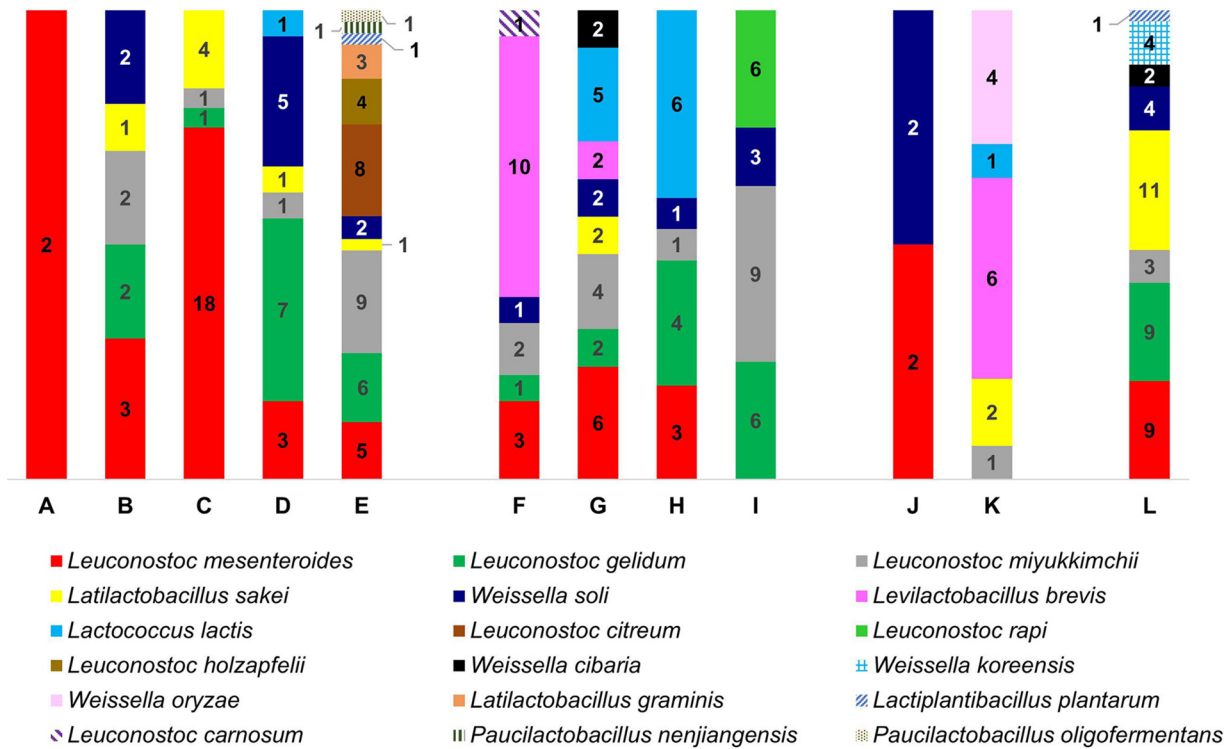 1 1 1 1
2 4 1 3 1 2 4 4
2 5 5 6 6 2 4
1 1 4 10 2 1 11
2 2 1 1 8 2 1 3 6
2 18 7 9 1 4 1 4 9 2 3
3 3 6 5 2 1 3 2 6 3 6 2 1 9 9
A B C D E F G H I J K L
Leuconostoc mesenteroides Leuconostoc gelidum Leuconostoc miyukkimchii
Latilactobacillus sakei Weissella soli Levilactobacillus brevis
Lactococcus lactis Leuconostoc citreum Leuconostoc rapi
Leuconostoc holzapfelii Weissella cibaria Weissella koreensis
Weissella oryzae Latilactobacillus graminis Lactiplantibacillus plantarum
Leuconostoc carnosum Paucilactobacillus nenjiangensis Paucilactobacillus oligofermentans